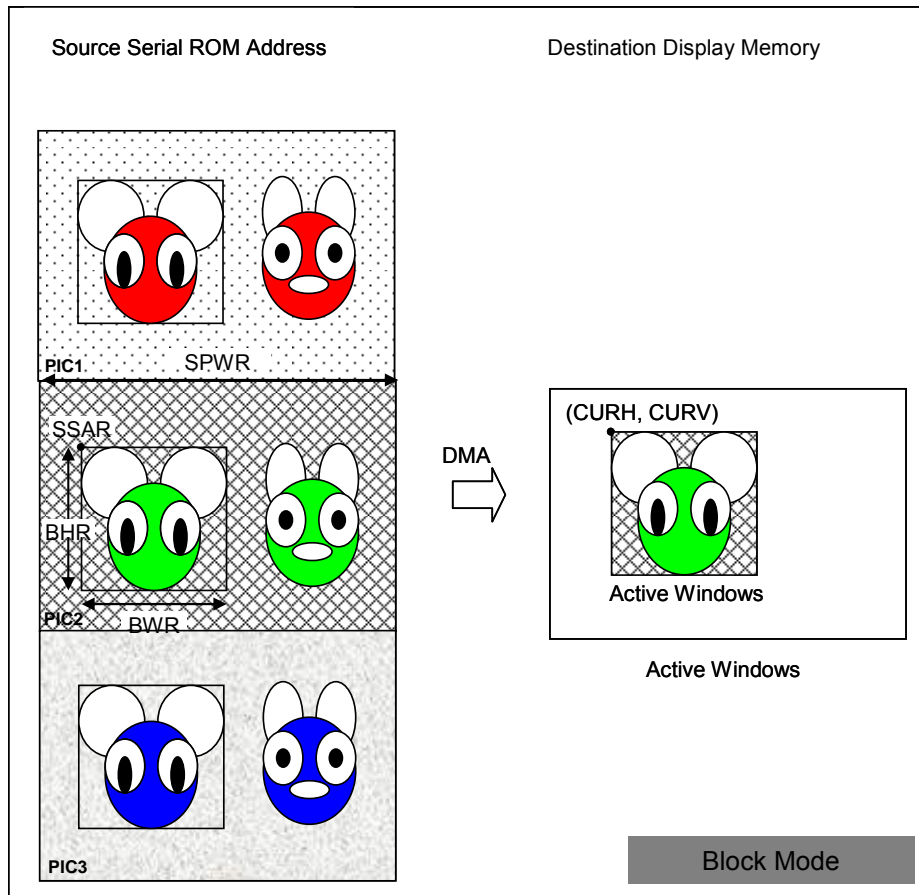 Source Serial ROM Address
Destination Display Memory
PIC1
SPWR
SSAR
BHR
PIC2
BWR
DMA
(CURH, CURV)
Active Windows
Active Windows
PIC3
Block Mode